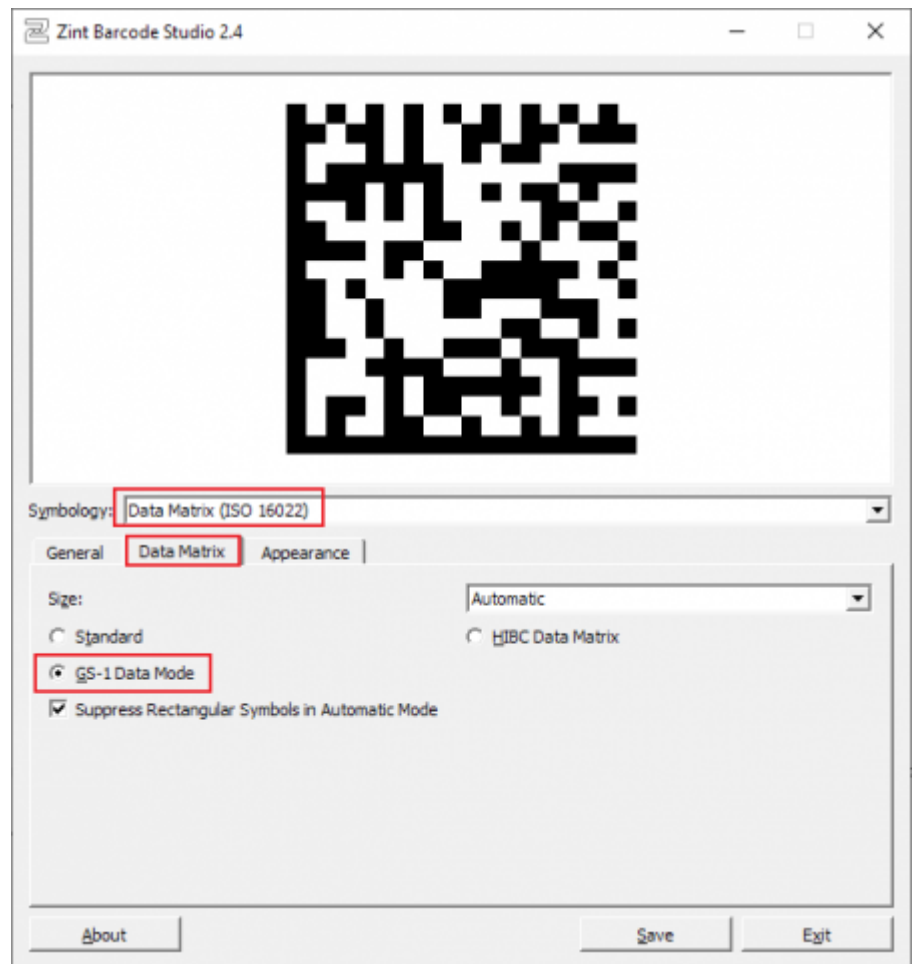 Zint Barcode Studio 2.4
Symbology: Data Matrix (ISO 16022)
General Data Matrix Appearance
Size: Automatic
Standard HIBC Data Matrix
GS-1 Data Mode
Suppress Rectangular Symbols in Automatic Mode
About Save Exit